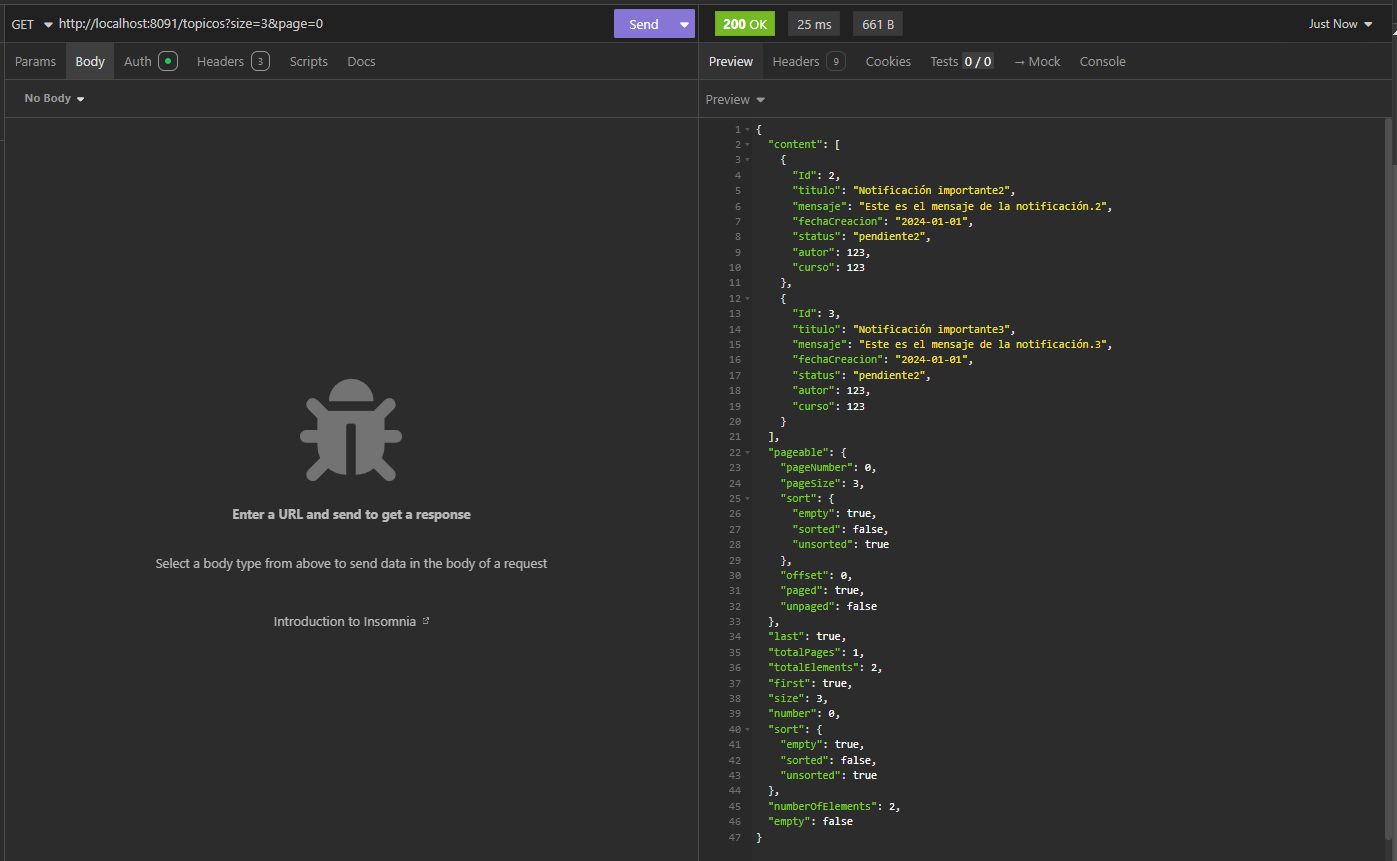 GET http://localhost:8091/topicos?size=3&page=0 Send
Params Body Auth Headers 3 Scripts Docs
No Body
Enter a URL and send to get a response
Select a body type from above to send data in the body of a request
Introduction to Insomnia
200 OK 25 ms 661 B Just Now
Preview Headers 9 Cookies Tests 0 / 0 → Mock Console
Preview
1 {
2 "content": [
3 {
4 "Id": 2,
5 "titulo": "Notificación importante2",
6 "mensaje": "Este es el mensaje de la notificación.2",
7 "fechaCreacion": "2024-01-01",
8 "status": "pendiente2",
9 "autor": 123,
10 "curso": 123
11 },
12 {
13 "Id": 3,
14 "titulo": "Notificación importante3",
15 "mensaje": "Este es el mensaje de la notificación.3",
16 "fechaCreacion": "2024-01-01",
17 "status": "pendiente2",
18 "autor": 123,
19 "curso": 123
20 }
21 ],
22 "pageable": {
23 "pageNumber": 0,
24 "pageSize": 3,
25 "sort": {
26 "empty": true,
27 "sorted": false,
28 "unsorted": true
29 },
30 "offset": 0,
31 "paged": true,
32 "unpaged": false
33 },
34 "last": true,
35 "totalPages": 1,
36 "totalElements": 2,
37 "first": true,
38 "size": 3,
39 "number": 0,
40 "sort": {
41 "empty": true,
42 "sorted": false,
43 "unsorted": true
44 },
45 "numberOfElements": 2,
46 "empty": false
47 }